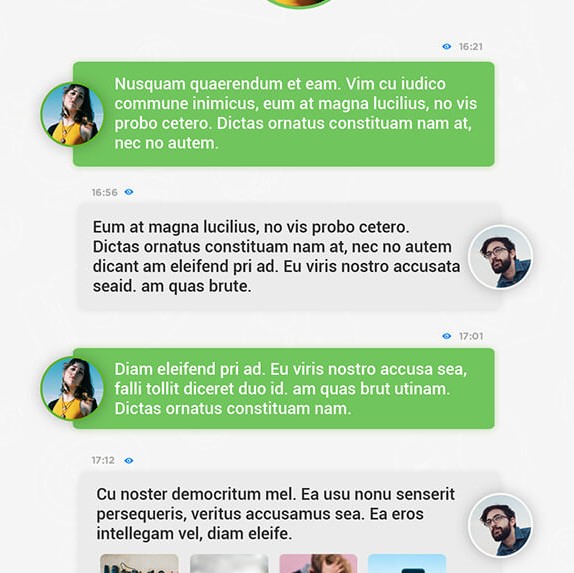 16:21
Nusquam quaerendum et eam. Vim cu iudico
commune inimicus, eum at magna lucilius, no vis
probo cetero. Dictas ornatus constituam nam at,
nec no autem.
16:56
Eum at magna lucilius, no vis probo cetero.
Dictas ornatus constituam nam at, nec no autem
dicant am eleifend pri ad. Eu viris nostro accusata
seaid. am quas brute.
17:01
Diam eleifend pri ad. Eu viris nostro accusa sea,
falli tollit diceret duo id. am quas brut utinam.
Dictas ornatus constituam nam.
17:12
Cu noster democritum mel. Ea usu nonu senserit
persequeris, veritus accusamus sea. Ea eros
intellegam vel, diam eleife.